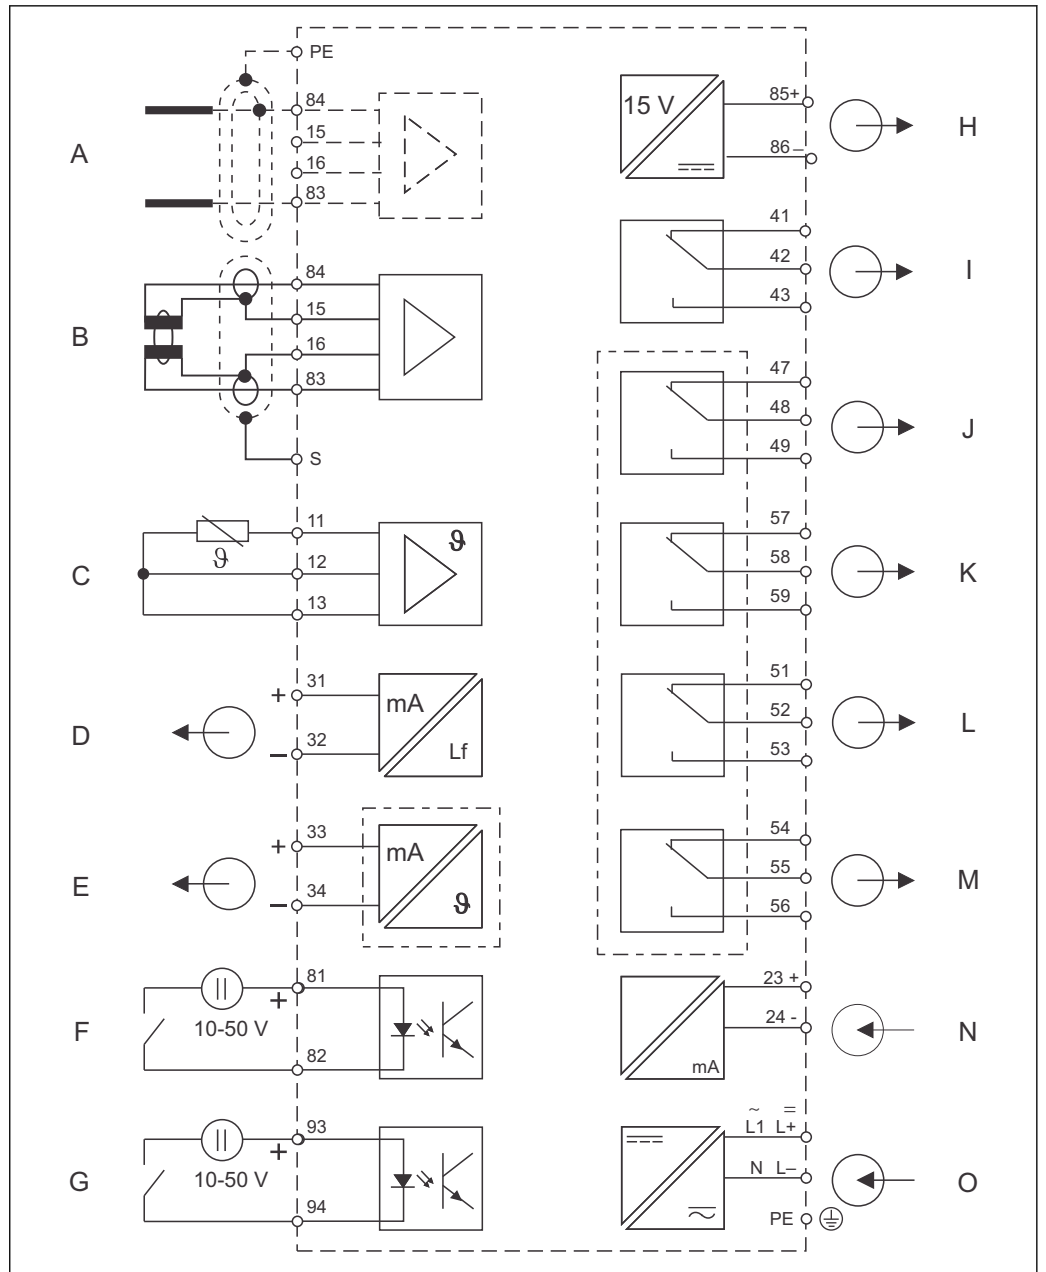 PE
A
84
15
16
83
B
84
15
16
83
S
C
ϑ
11
12
13
ϑ
D
+ 31
− 32
mA
Lf
E
+ 33
− 34
mA
ϑ
F
10-50 V
+
81
82
G
10-50 V
+
93
94
15 V
85+
86 –
H
41
42
43
I
47
48
49
J
57
58
59
K
51
52
53
L
54
55
56
M
mA
23 +
24 -
N
~ =
L1 L+
N L–
PE
O